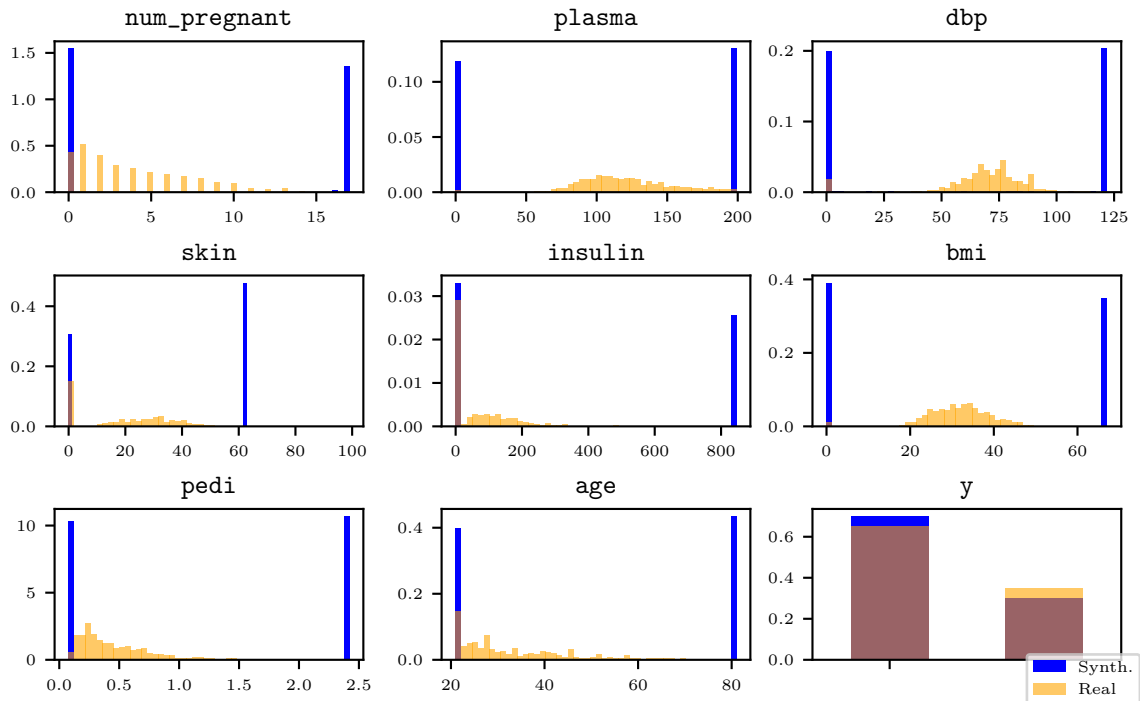 num_pregnant
plasma
dbp
1.5
1.0
0.5
0.0
0 5 10 15
0.10
0.05
0.00
0 50 100 150 200
0.2
0.1
0.0
0 25 50 75 100 125
skin
insulin
bmi
0.4
0.2
0.0
0 20 40 60 80 100
0.03
0.02
0.01
0.00
0 200 400 600 800
0.4
0.2
0.0
0 20 40 60
pedi
age
y
10
5
0
0.0 0.5 1.0 1.5 2.0 2.5
0.4
0.2
0.0
20 40 60 80
0.6
0.4
0.2
0.0
Synth.
Real